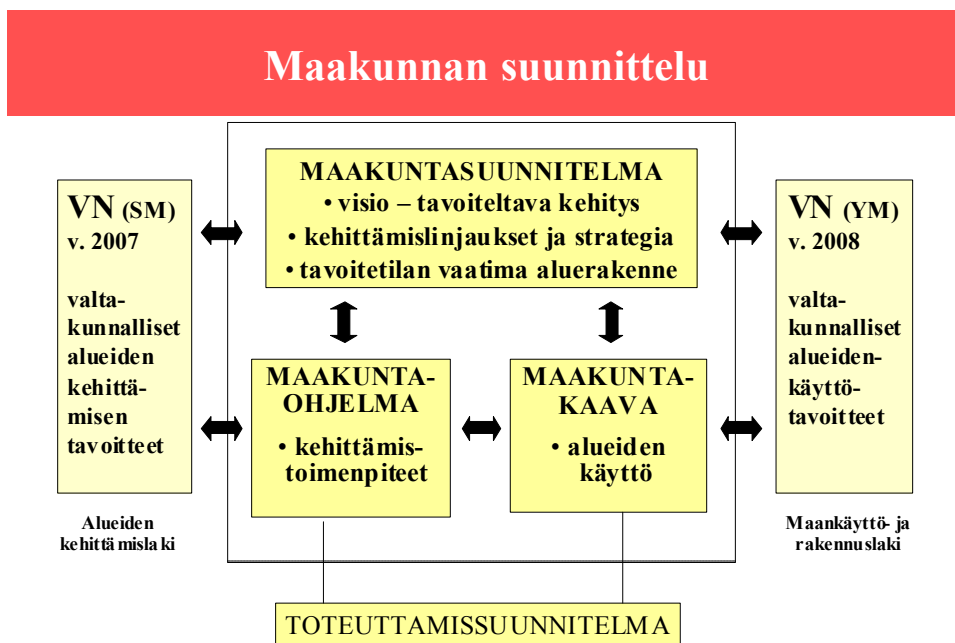 Maakunnan suunnittelu
MAAKUNTASUUNNITELMA
• visio – tavoiteltava kehitys
• kehittämislinjaukset ja strategia
• tavoitetilan vaatima aluerakenne
VN (SM)
v. 2007
valta-
kunnalliset
alueiden
kehittä-
misen
tavoitteet
VN (YM)
v. 2008
valta-
kunnalliset
alueiden-
käyttö-
tavoitteet
MAAKUNTA-
OHJELMA
• kehittämis-
toimenpiteet
MAAKUNTA-
KAAVA
• alueiden
käyttö
Alueiden
kehittämislaki
Maankäyttö- ja
rakennuslaki
TOTEUTTAMISSUUNNITELMA